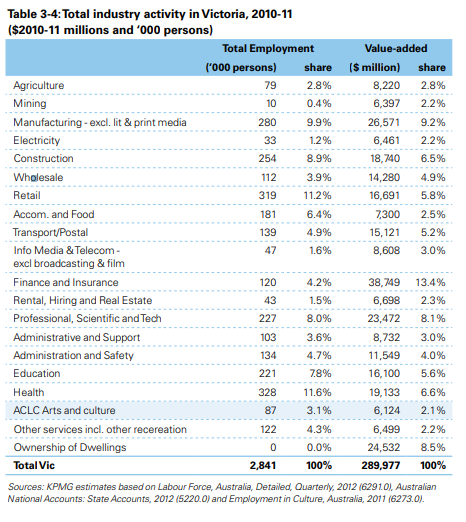 Table 3-4: Total industry activity in Victoria, 2010-11
($2010-11 millions and '000 persons)
Total Employment Value-added
('000 persons) share ($ million) share
Agriculture 79 2.8% 8,220 2.8%
Mining 10 0.4% 6,397 2.2%
Manufacturing - excl. lit & print media 280 9.9% 26,571 9.2%
Electricity 33 1.2% 6,461 2.2%
Construction 254 8.9% 18,740 6.5%
Wholesale 112 3.9% 14,280 4.9%
Retail 319 11.2% 16,691 5.8%
Accom. and Food 181 6.4% 7,300 2.5%
Transport/Postal 139 4.9% 15,121 5.2%
Info Media & Telecom - 47 1.6% 8,608 3.0%
excl broadcasting & film
Finance and Insurance 120 4.2% 38,749 13.4%
Rental, Hiring and Real Estate 43 1.5% 6,698 2.3%
Professional, Scientific and Tech 227 8.0% 23,472 8.1%
Administrative and Support 103 3.6% 8,732 3.0%
Administration and Safety 134 4.7% 11,549 4.0%
Education 221 7.8% 16,100 5.6%
Health 328 11.6% 19,133 6.6%
ACLC Arts and culture 87 3.1% 6,124 2.1%
Other services incl. other recereation 122 4.3% 6,499 2.2%
Ownership of Dwellings 0 0.0% 24,532 8.5%
Total Vic 2,841 100% 289,977 100%
Sources: KPMG estimates based on Labour Force, Australia, Detailed, Quarterly, 2012 (6291.0), Australian
National Accounts: State Accounts, 2012 (5220.0) and Employment in Culture, Australia, 2011 (6273.0).